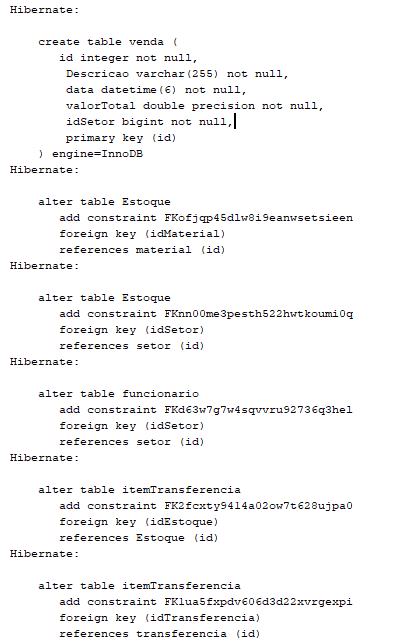 Hibernate:
create table venda (
id integer not null,
Descricao varchar(255) not null,
data datetime(6) not null,
valorTotal double precision not null,
idSetor bigint not null,
primary key (id)
) engine=InnoDB
Hibernate:
alter table Estoque
add constraint FKofjqp45dlw8i9eanwsetsieen
foreign key (idMaterial)
references material (id)
Hibernate:
alter table Estoque
add constraint FKnn00me3pesth522hwtkoumi0q
foreign key (idSetor)
references setor (id)
Hibernate:
alter table funcionario
add constraint FKd63w7g7w4sqvvru92736q3hel
foreign key (idSetor)
references setor (id)
Hibernate:
alter table itemTransferencia
add constraint FK2fcxty94l4a02ow7t628ujpa0
foreign key (idEstoque)
references Estoque (id)
Hibernate:
alter table itemTransferencia
add constraint FK1ua5fxpdv606d3d22xvrgexpi
foreign key (idTransferencia)
references transferencia (id)